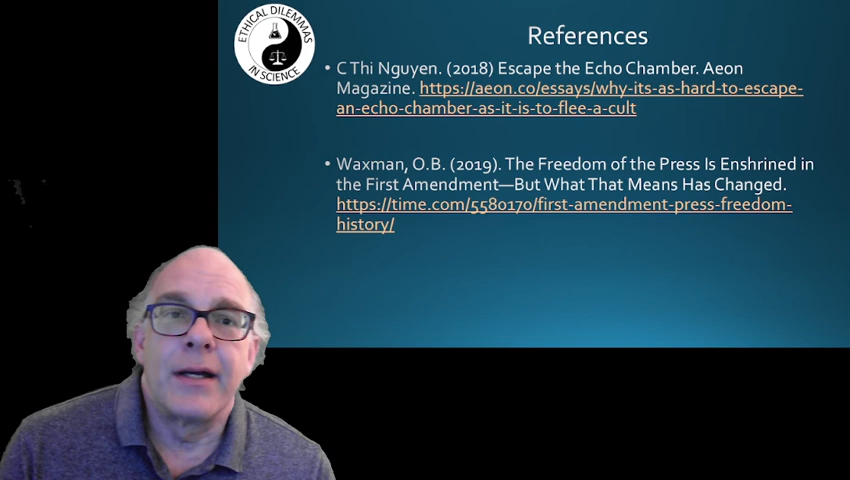 ETHICAL DILEMMAS
IN SCIENCE
References
• C Thi Nguyen. (2018) Escape the Echo Chamber. Aeon
Magazine. https://aeon.co/essays/why-its-as-hard-to-escape-
an-echo-chamber-as-it-is-to-flee-a-cult
• Waxman, O.B. (2019). The Freedom of the Press Is Enshrined in
the First Amendment—But What That Means Has Changed.
https://time.com/5580170/first-amendment-press-freedom-
history/